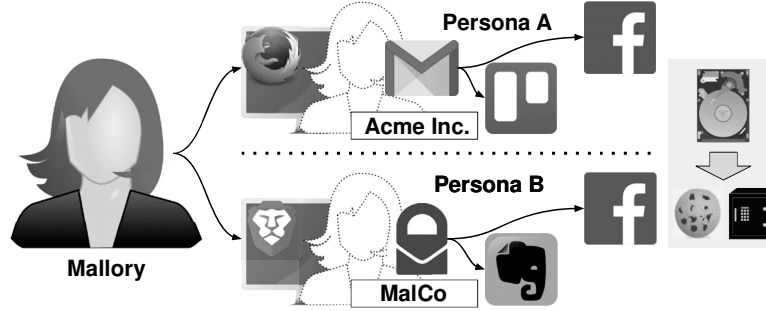 Persona A
Acme Inc.
Persona B
Mallory
MalCo